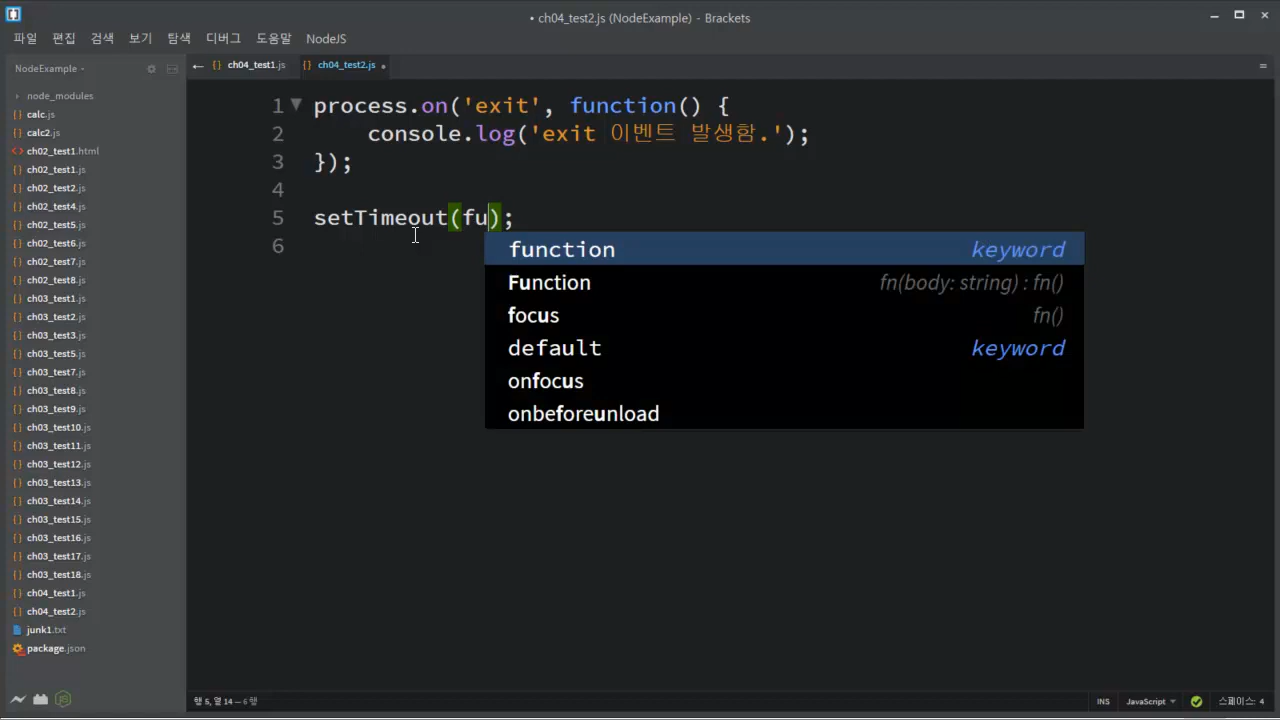 • ch04_test2.js (NodeExample) - Brackets
파일 편집 검색 보기 탐색 디버그 도움말 NodeJS
NodeExample
ch04_test1.js
ch04_test2.js •
node_modules
calc.js
calc2.js
ch02_test1.html
ch02_test1.js
ch02_test2.js
ch02_test4.js
ch02_test5.js
ch02_test6.js
ch02_test7.js
ch02_test8.js
ch03_test1.js
ch03_test2.js
ch03_test3.js
ch03_test5.js
ch03_test7.js
ch03_test8.js
ch03_test9.js
ch03_test10.js
ch03_test11.js
ch03_test12.js
ch03_test13.js
ch03_test14.js
ch03_test15.js
ch03_test16.js
ch03_test17.js
ch03_test18.js
ch04_test1.js
ch04_test2.js
junk1.txt
package.json
1 process.on('exit', function() {
2 console.log('exit 이벤트 발생함.');
3 });
4
5 setTimeout(fu);
6
function keyword
Function fn(body: string) : fn()
focus fn()
default keyword
onfocus
onbeforeunload
행 5, 열 14 — 6 행
INS JavaScript 스페이스: 4